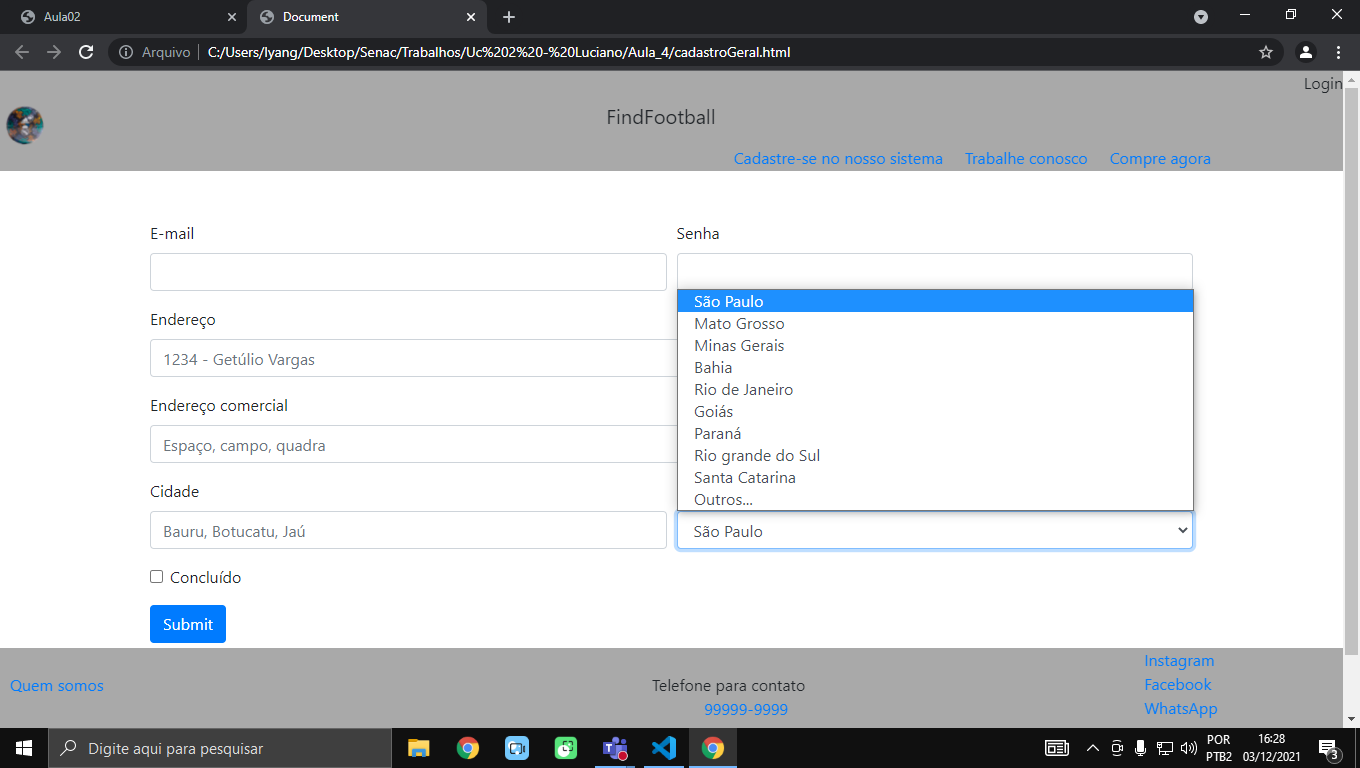 Aula02
Document
Arquivo
C:/Users/lyang/Desktop/Senac/Trabalhos/Uc%202%20-%20Luciano/Aula_4/cadastroGeral.html
Login
FindFootball
Cadastre-se no nosso sistema Trabalhe conosco Compre agora
E-mail
Senha
Endereço
1234 - Getúlio Vargas
Endereço comercial
Espaço, campo, quadra
Cidade
Bauru, Botucatu, Jaú
São Paulo
Mato Grosso
Minas Gerais
Bahia
Rio de Janeiro
Goiás
Paraná
Rio grande do Sul
Santa Catarina
Outros...
São Paulo
Concluído
Submit
Quem somos
Telefone para contato
99999-9999
Instagram
Facebook
WhatsApp
Digite aqui para pesquisar
POR
PTB2
16:28
03/12/2021
3